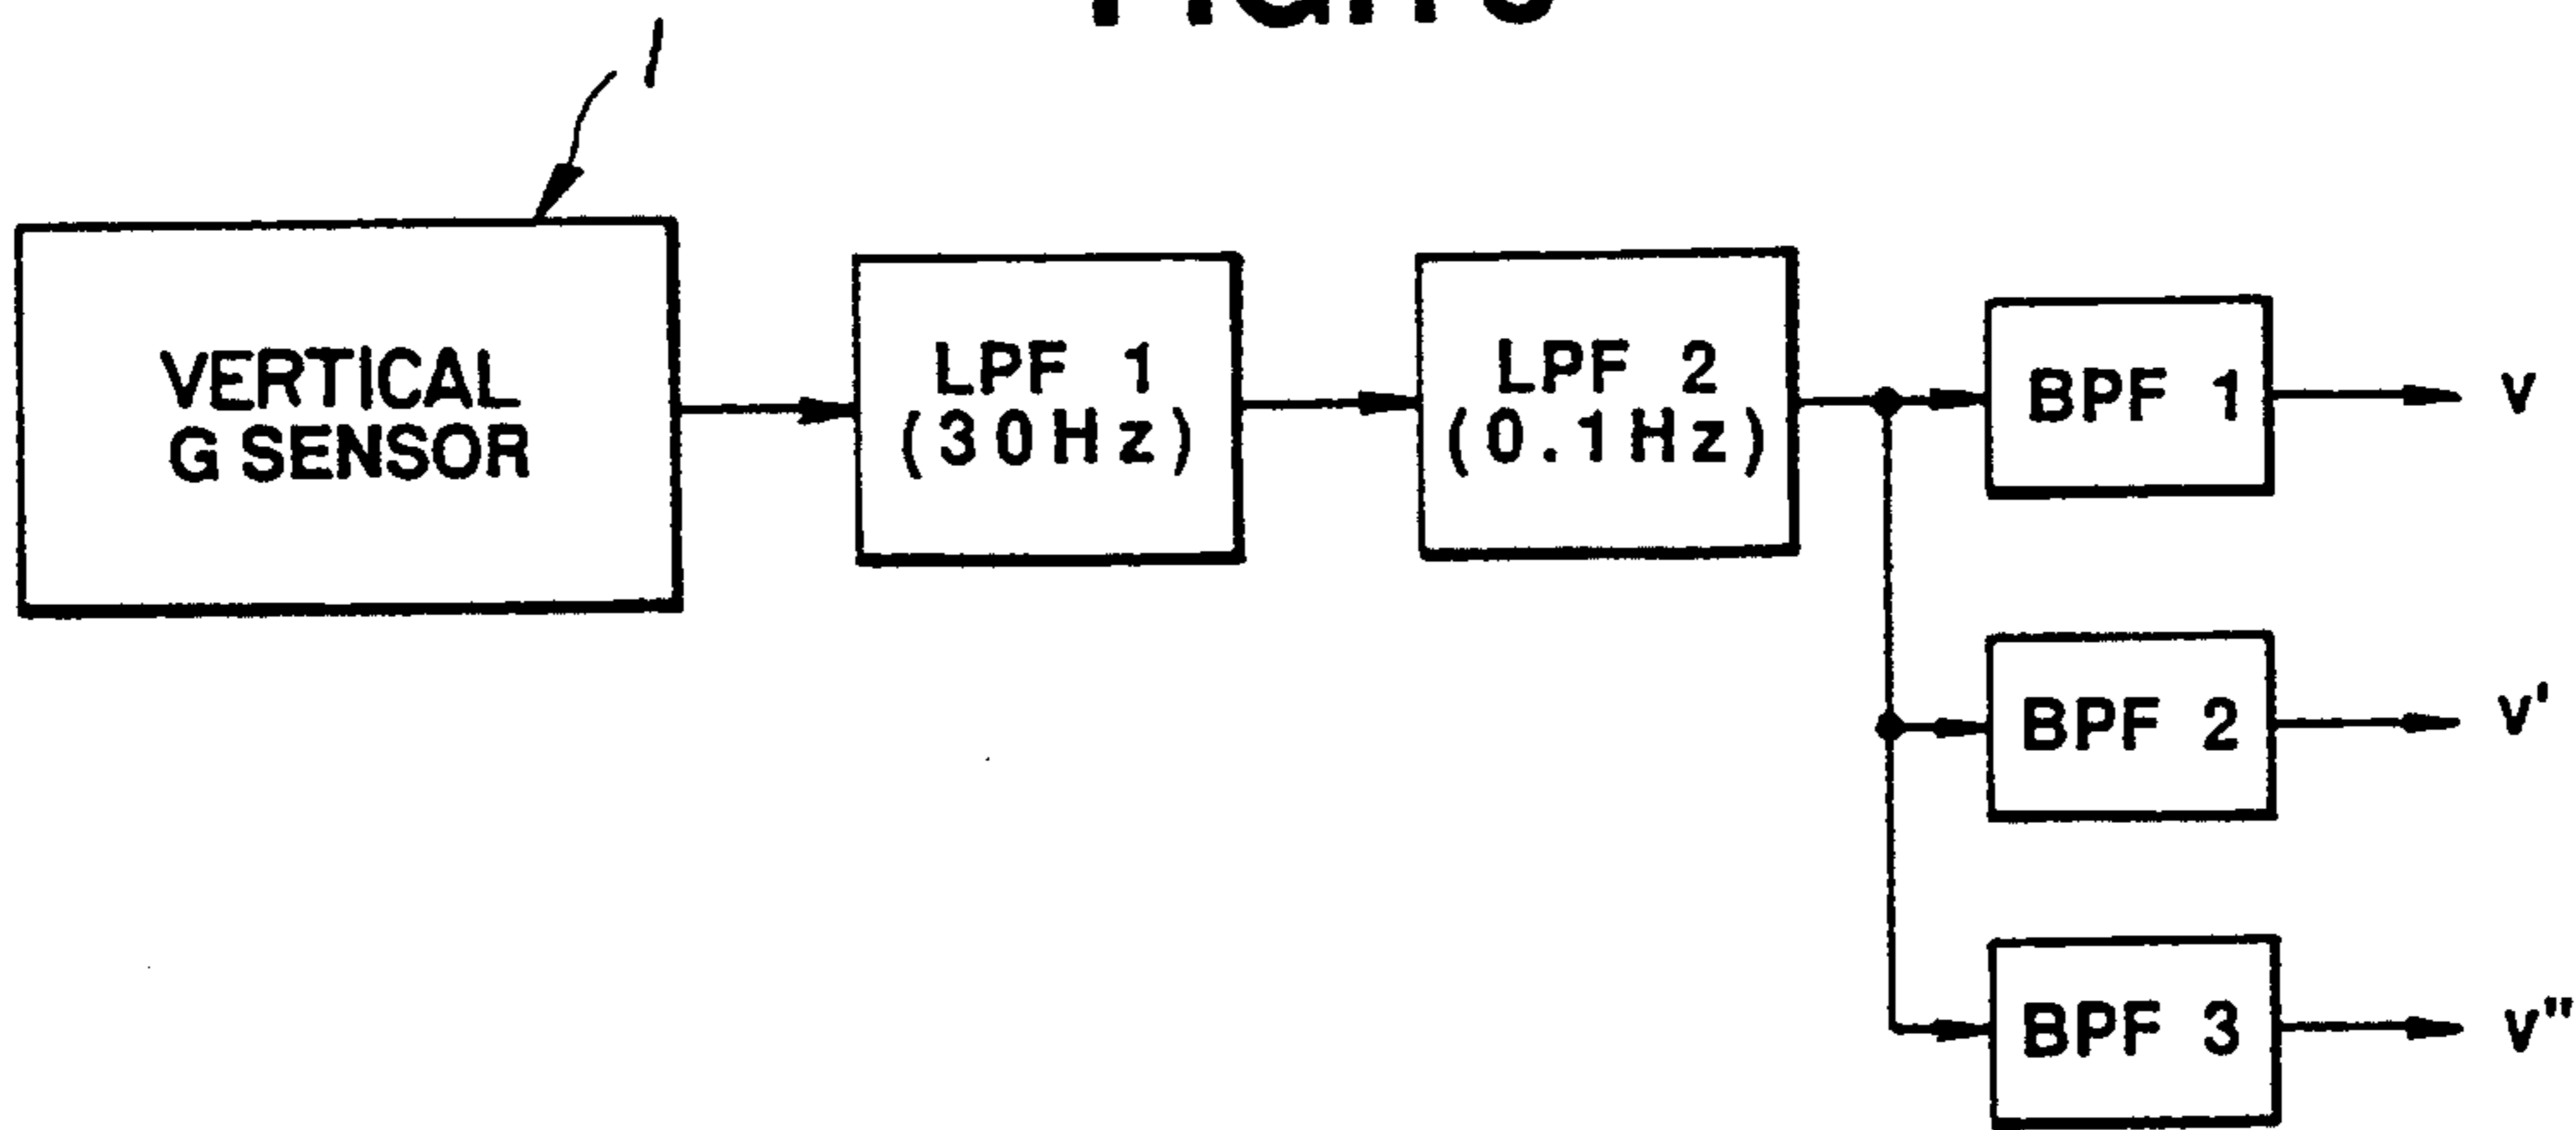 1
VERTICAL
G SENSOR
LPF 1
(30Hz)
LPF 2
(0.1Hz)
BPF 1
v
BPF 2
v'
BPF 3
v"